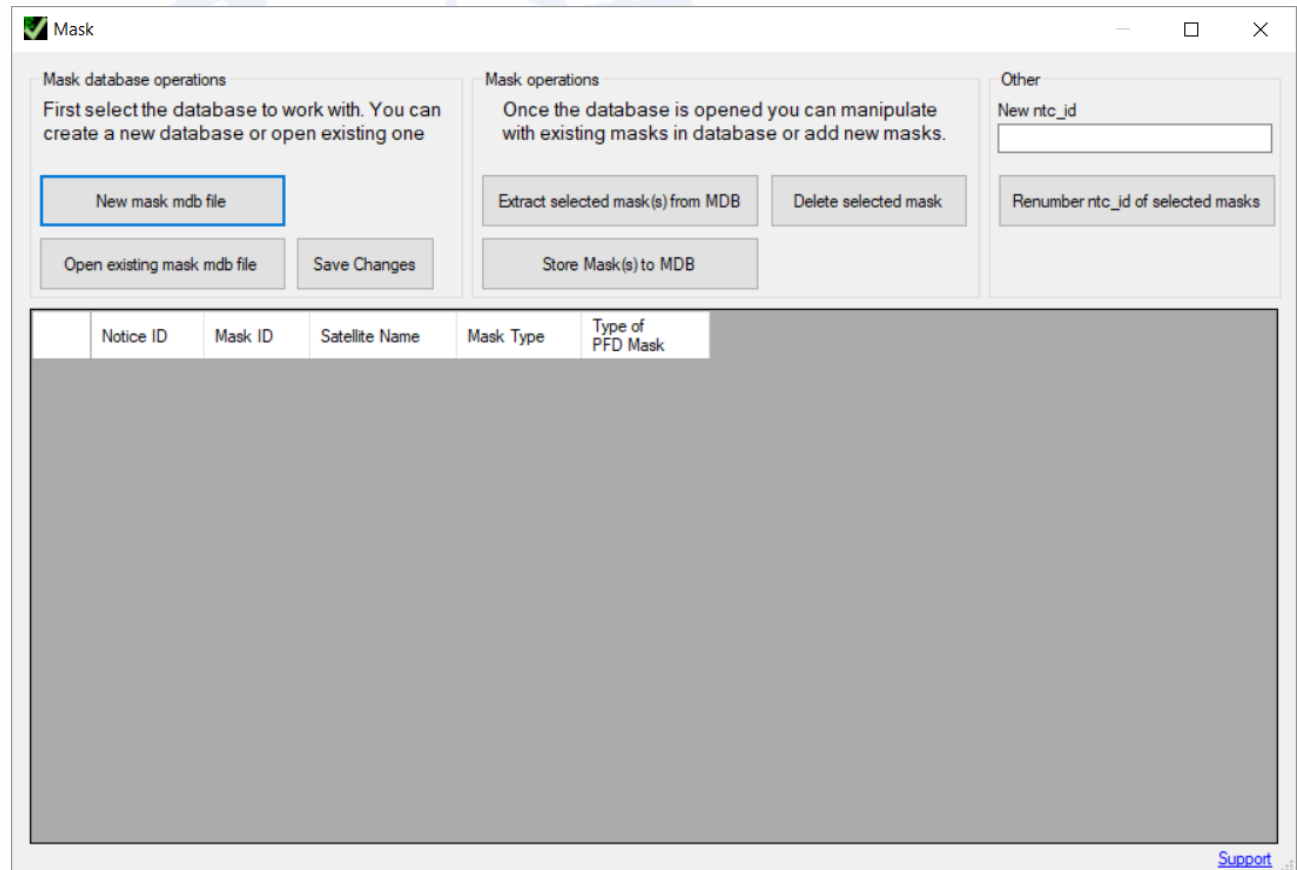 Mask
Mask database operations
First select the database to work with. You can
create a new database or open existing one
New mask mdb file
Open existing mask mdb file
Save Changes
Mask operations
Once the database is opened you can manipulate
with existing masks in database or add new masks.
Extract selected mask(s) from MDB
Delete selected mask
Store Mask(s) to MDB
Other
New ntc_id
Renumber ntc_id of selected masks
Notice ID
Mask ID
Satellite Name
Mask Type
Type of
PFD Mask
Support